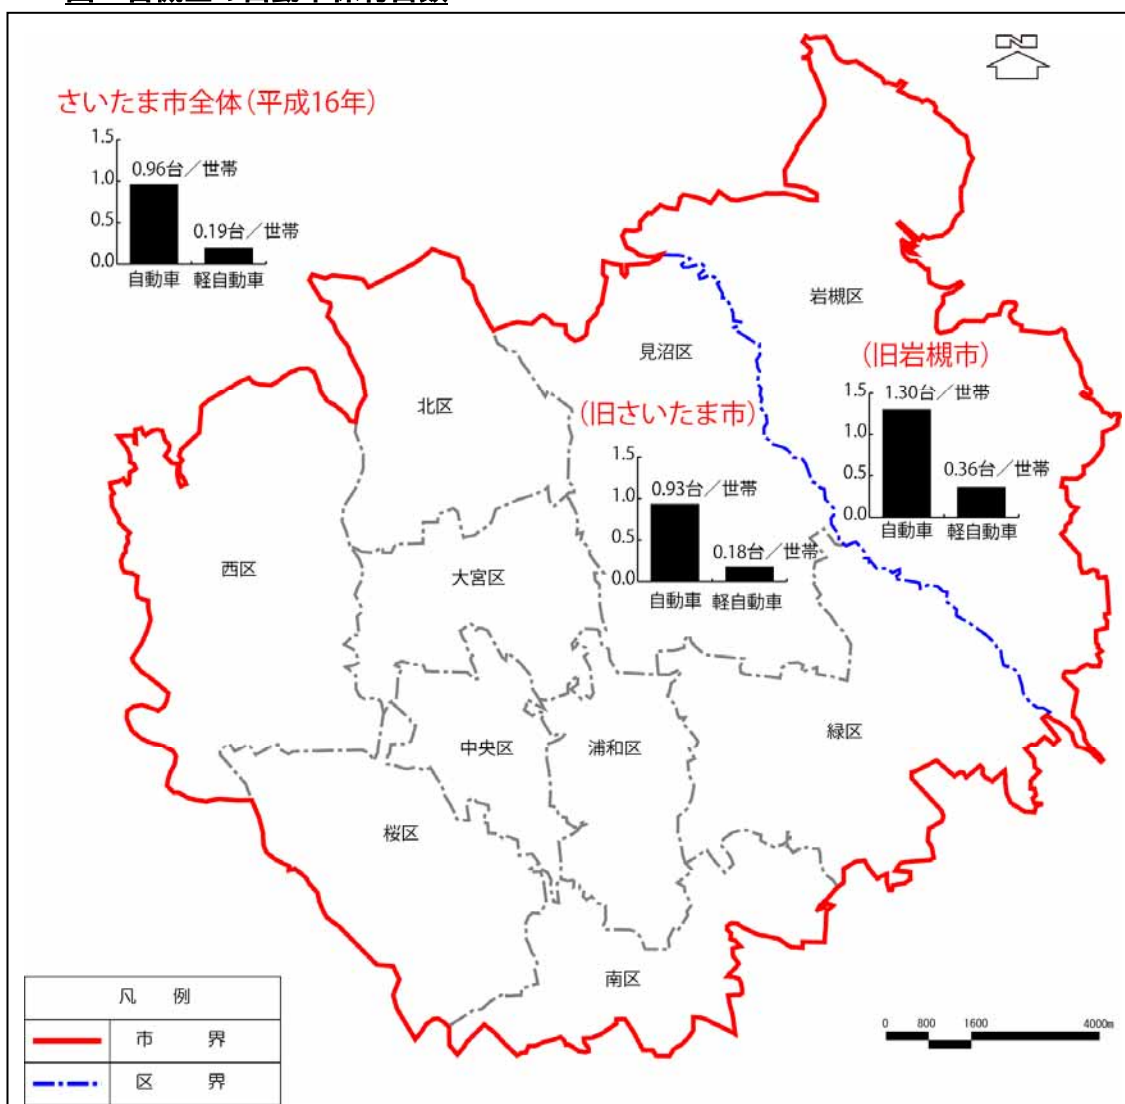 さいたま市全体(平成16年)
1.5
1.0
0.5
0.0
0.96台/世帯
0.19台/世帯
自動車 軽自動車
岩槻区
見沼区
(旧岩槻市)
1.5
1.0
0.5
0.0
1.30台/世帯
0.36台/世帯
自動車 軽自動車
北区
(旧さいたま市)
1.5
1.0
0.5
0.0
0.93台/世帯
0.18台/世帯
自動車 軽自動車
西区
大宮区
緑区
中央区
浦和区
桜区
南区
凡 例
市 界
区 界
0 800 1600 4000m